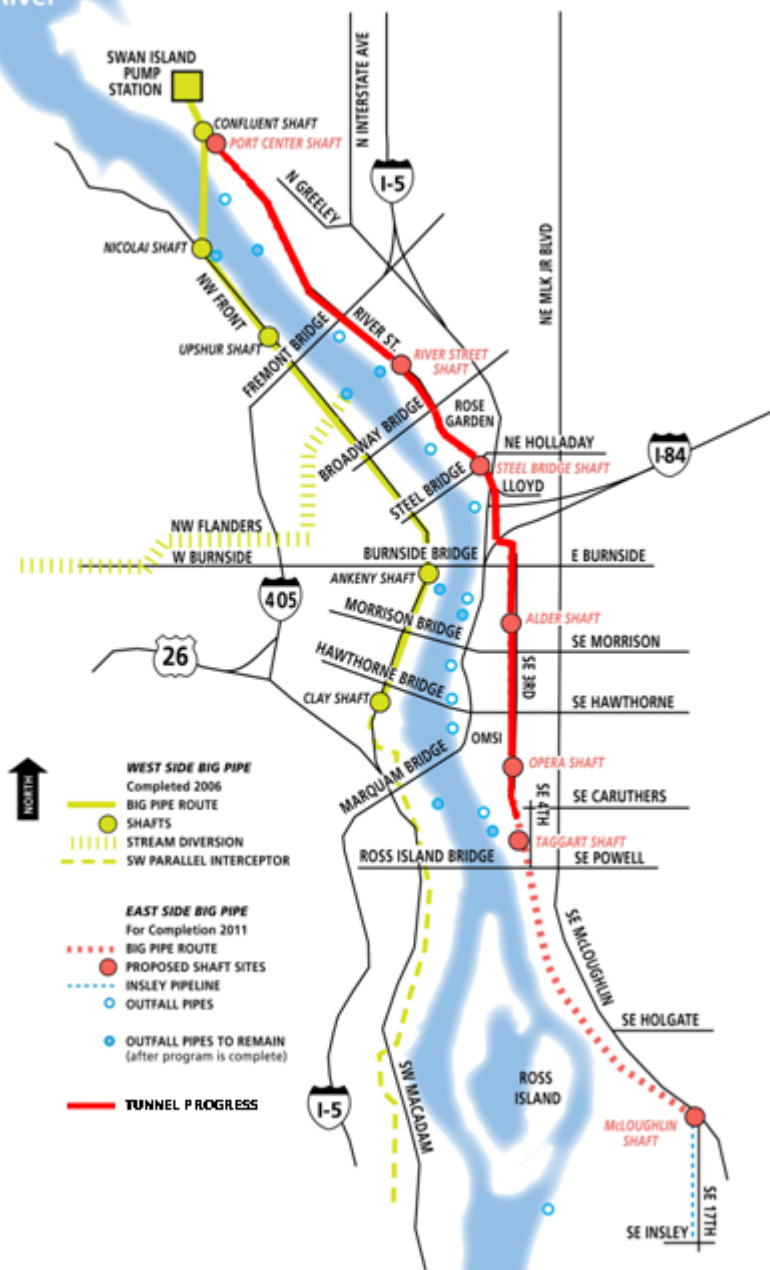 River
SWAN ISLAND
PUMP
STATION
CONFLUENT SHAFT
PORT CENTER SHAFT
N INTERSTATE AVE
I-5
N GREELEY
NE MLK JR BLVD
NICOLAI SHAFT
NW FRONT
UPSHUR SHAFT
FREMONT BRIDGE
RIVER ST.
RIVER STREET
SHAFT
BROADWAY BRIDGE
ROSE
GARDEN
NE HOLLADAY
STEEL BRIDGE SHAFT
I-84
LLOYD
STEEL BRIDGE
NW FLANDERS
W BURNSIDE
BURNSIDE BRIDGE
E BURNSIDE
ANKENY SHAFT
405
MORRISON BRIDGE
ALDER SHAFT
SE MORRISON
26
HAWTHORNE BRIDGE
SE 3RD
CLAY SHAFT
SE HAWTHORNE
OMSI
MARQUAM BRIDGE
OPERA SHAFT
SE 4TH
SE CARUTHERS
TAGGART SHAFT
ROSS ISLAND BRIDGE
SE POWELL
NORTH
WEST SIDE BIG PIPE
Completed 2006
BIG PIPE ROUTE
SHAFTS
STREAM DIVERSION
SW PARALLEL INTERCEPTOR
EAST SIDE BIG PIPE
For Completion 2011
BIG PIPE ROUTE
PROPOSED SHAFT SITES
INSLEY PIPELINE
OUTFALL PIPES
OUTFALL PIPES TO REMAIN
(after program is complete)
TUNNEL PROGRESS
SE McLOUGHLIN
SE HOLGATE
ROSS
ISLAND
I-5
SW MACADAM
McLOUGHLIN
SHAFT
SE 17TH
SE INSLEY